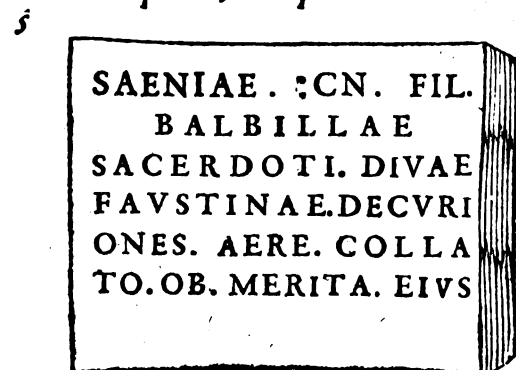 ŝ
SAENIAE. CN. FIL.
BALBILLAE
SACERDOTI. DIVAE
FAVSTINAE.DECVRI
ONES. AERE. COLLA
TO. OB. MERITA. EIVS